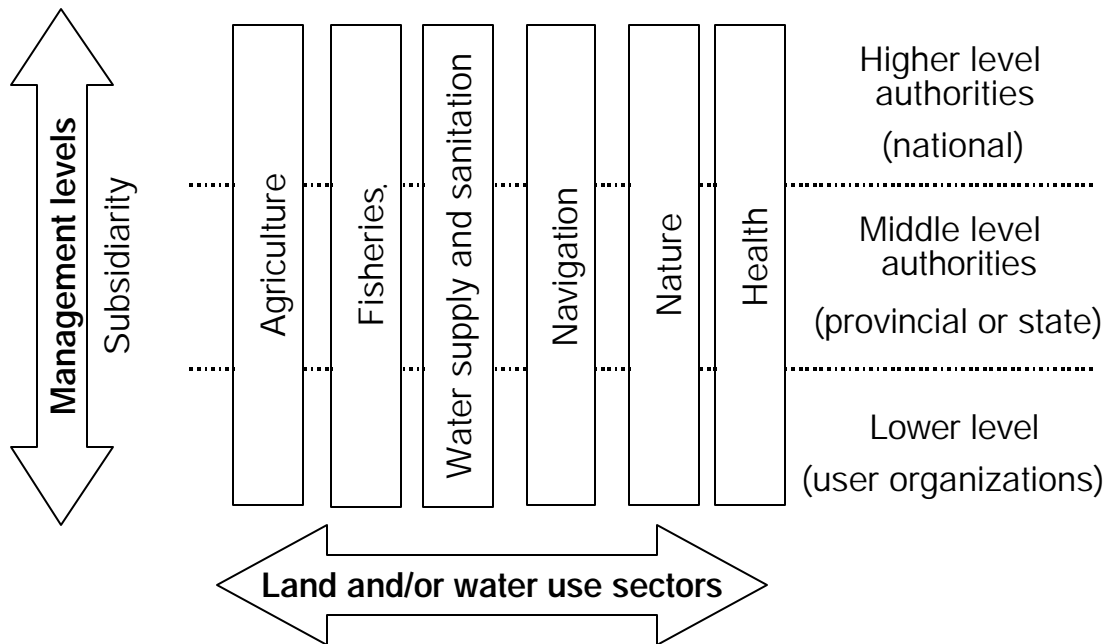 Management levels
Subsidiarity
Agriculture
Fisheries.
Water supply and sanitation
Navigation
Nature
Health
Higher level
authorities
(national)
Middle level
authorities
(provincial or state)
Lower level
(user organizations)
Land and/or water use sectors